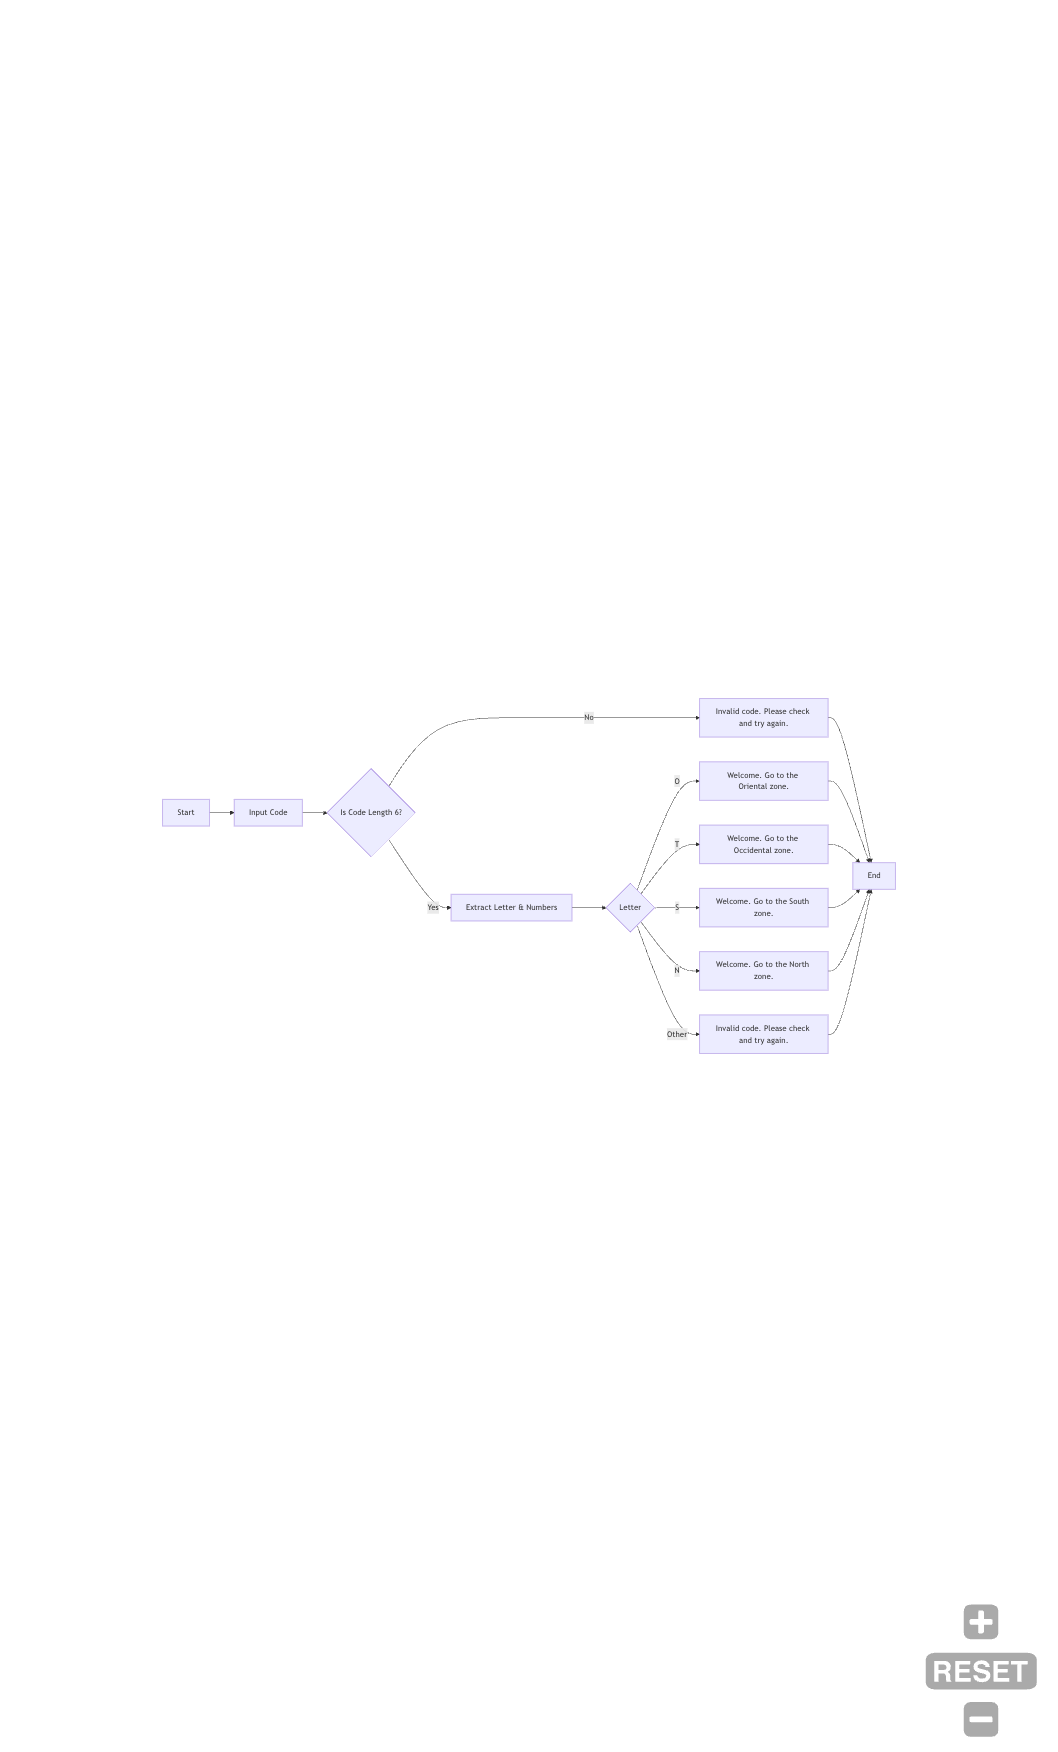 Start
Input Code
Is Code Length 6?
No
Yes
Extract Letter & Numbers
Letter
O
T
S
N
Other
Invalid code. Please check
and try again.
Welcome. Go to the
Oriental zone.
Welcome. Go to the
Occidental zone.
Welcome. Go to the South
zone.
Welcome. Go to the North
zone.
Invalid code. Please check
and try again.
End
RESET